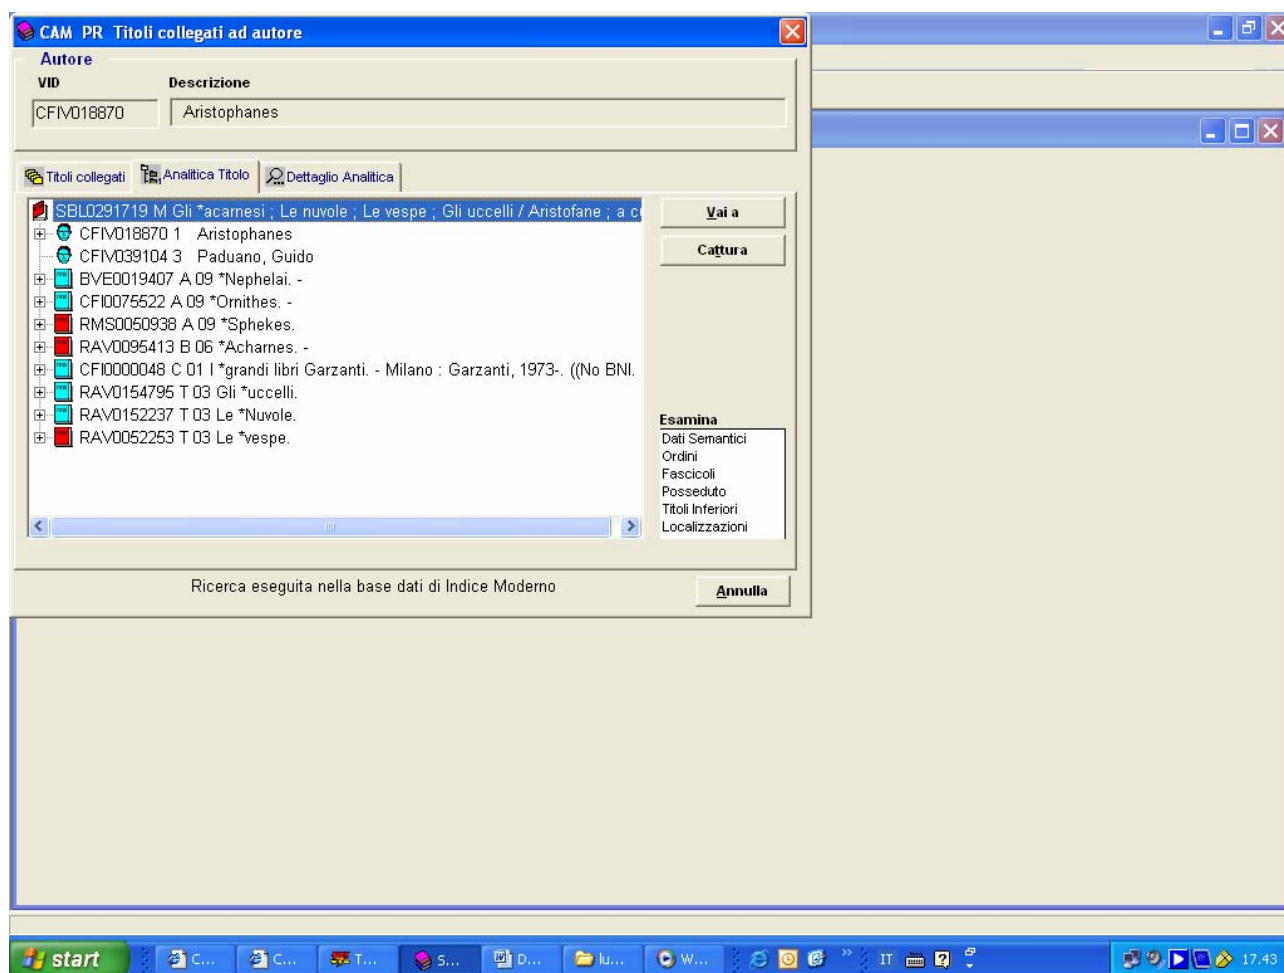 CAM PR Titoli collegati ad autore
Autore
VID Descrizione
CFIV018870 Aristophanes
Titoli collegati Analitica Titolo Dettaglio Analitica
SBL0291719 M Gli *acarnesi ; Le nuvole ; Le vespe ; Gli uccelli / Aristofane ; a
CFIV018870 1 Aristophanes
CFIV039104 3 Paduano, Guido
BVE0019407 A 09 *Nephelai. -
CFI0075522 A 09 *Ornithes. -
RMS0050938 A 09 *Sphekes.
RAV0095413 B 06 *Acharnes. -
CFI0000048 C 01 I *grandi libri Garzanti. - Milano : Garzanti, 1973-. ((No BNI.
RAV0154795 T 03 Gli *uccelli.
RAV0152237 T 03 Le *Nuvole.
RAV0052253 T 03 Le *vespe.
Vai a
Cattura
Esamina
Dati Semantici
Ordini
Fascicoli
Posseduto
Titoli Inferiori
Localizzazioni
Ricerca eseguita nella base dati di Indice Moderno
Annulla
start C... C... T... S... D... lu... W... » IT 17.43